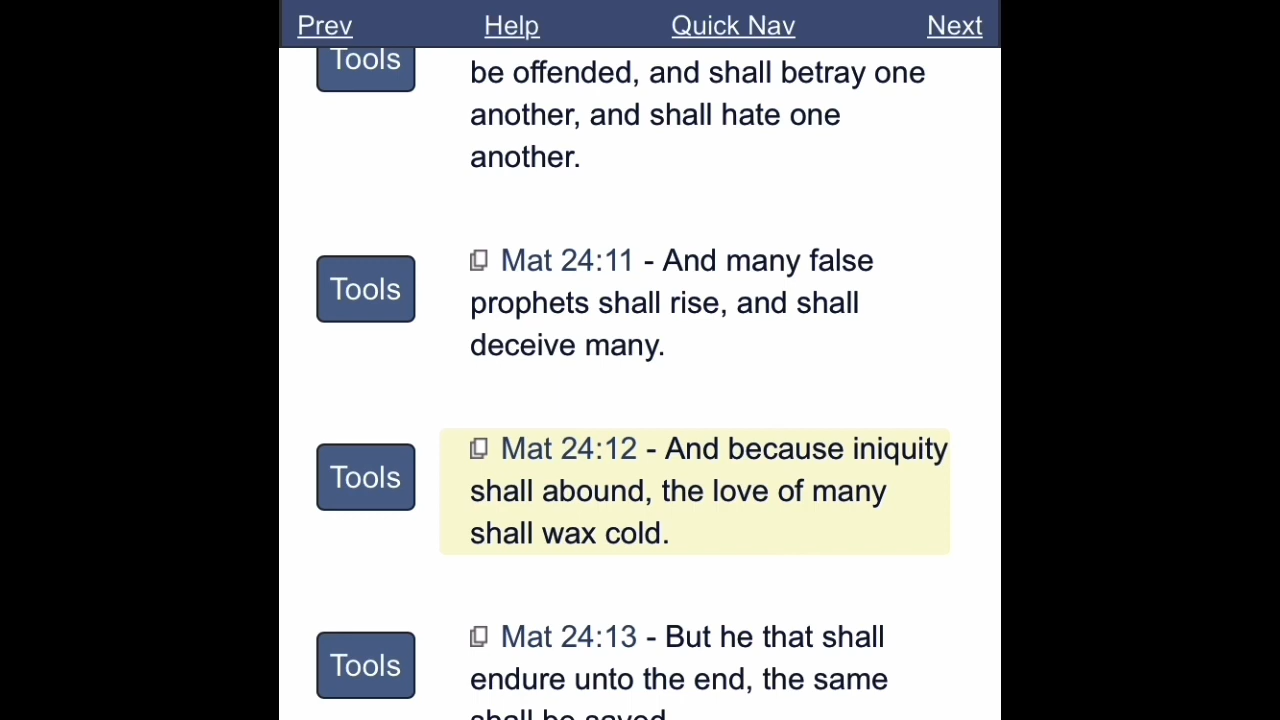 Prev Help Quick Nav Next
Tools
be offended, and shall betray one
another, and shall hate one
another.
Tools
Mat 24:11 - And many false
prophets shall rise, and shall
deceive many.
Tools
Mat 24:12 - And because iniquity
shall abound, the love of many
shall wax cold.
Tools
Mat 24:13 - But he that shall
endure unto the end, the same
shall be saved